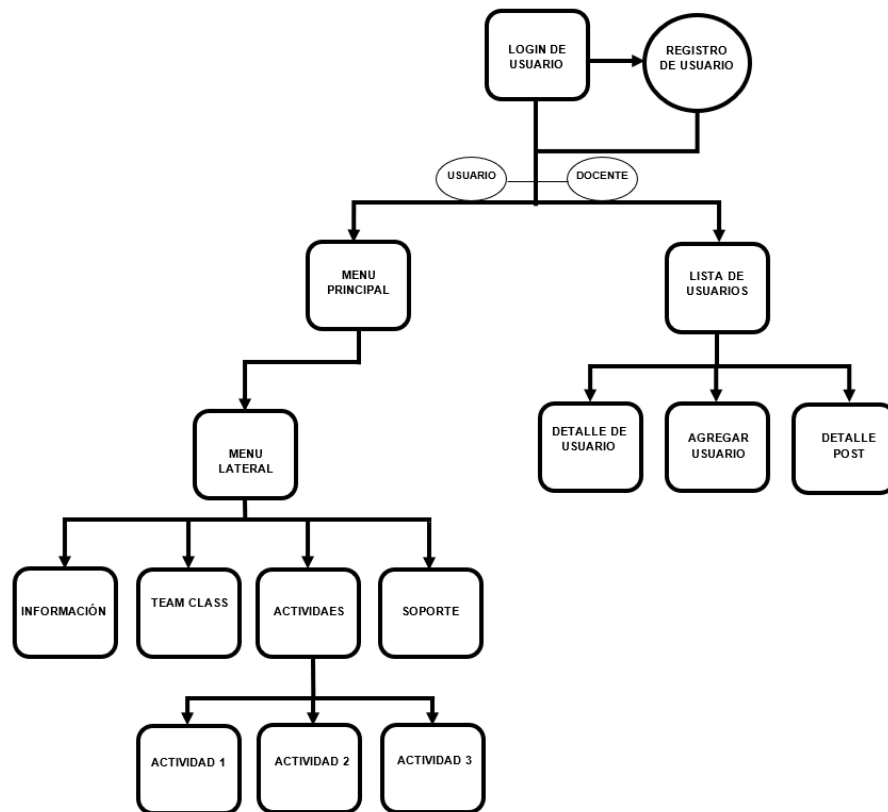 LOGIN DE
USUARIO
REGISTRO
DE USUARIO
USUARIO
DOCENTE
MENU
PRINCIPAL
LISTA DE
USUARIOS
MENU
LATERAL
DETALLE DE
USUARIO
AGREGAR
USUARIO
DETALLE
POST
INFORMACIÓN
TEAM CLASS
ACTIVIDAES
SOPORTE
ACTIVIDAD 1
ACTIVIDAD 2
ACTIVIDAD 3